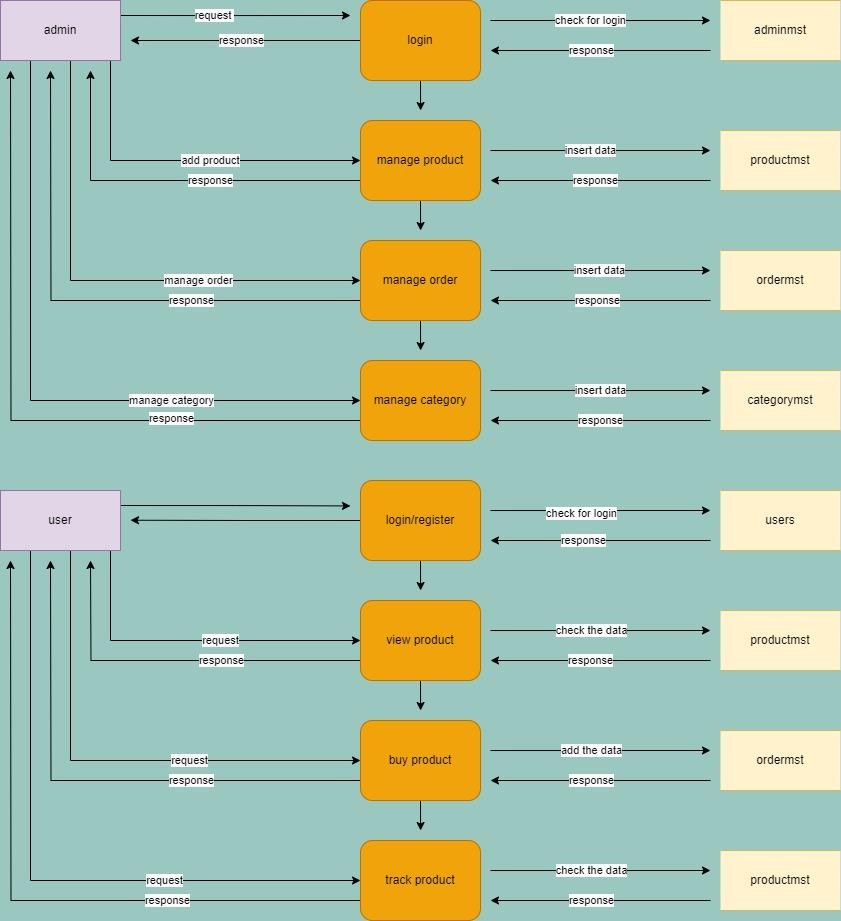 admin
request
response
login
check for login
response
adminmst
add product
response
manage product
insert data
response
productmst
manage order
response
manage order
insert data
response
ordermst
manage category
response
manage category
insert data
response
categorymst
user
login/register
check for login
response
users
request
response
view product
check the data
response
productmst
request
response
buy product
add the data
response
ordermst
request
response
track product
check the data
response
productmst